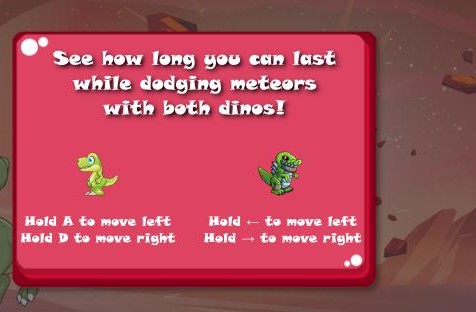 See how long you can last
while dodging meteors
with both dinos!
Hold A to move left
Hold D to move right
Hold ← to move left
Hold → to move right